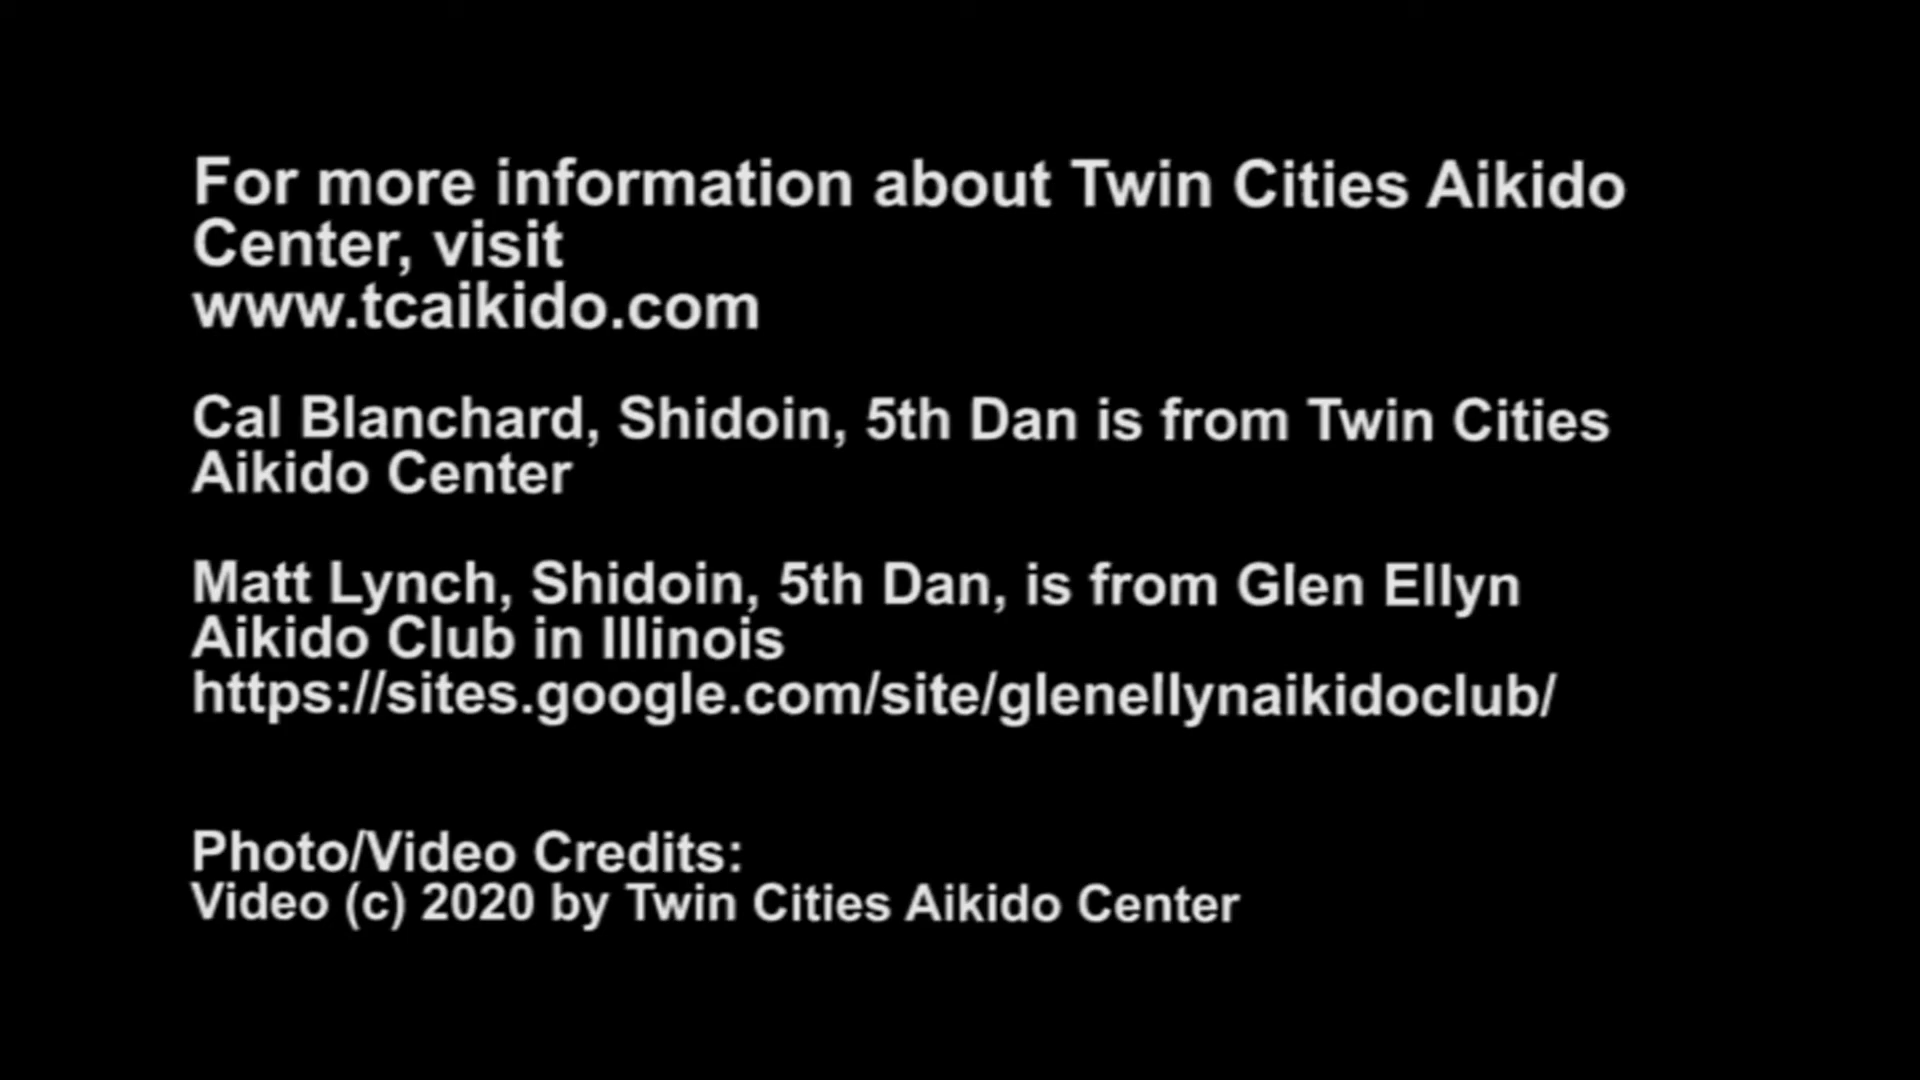 For more information about Twin Cities Aikido
Center, visit
www.tcaikido.com
Cal Blanchard, Shidoin, 5th Dan is from Twin Cities
Aikido Center
Matt Lynch, Shidoin, 5th Dan, is from Glen Ellyn
Aikido Club in Illinois
https://sites.google.com/site/glenellynaikidoclub/
Photo/Video Credits:
Video (c) 2020 by Twin Cities Aikido Center